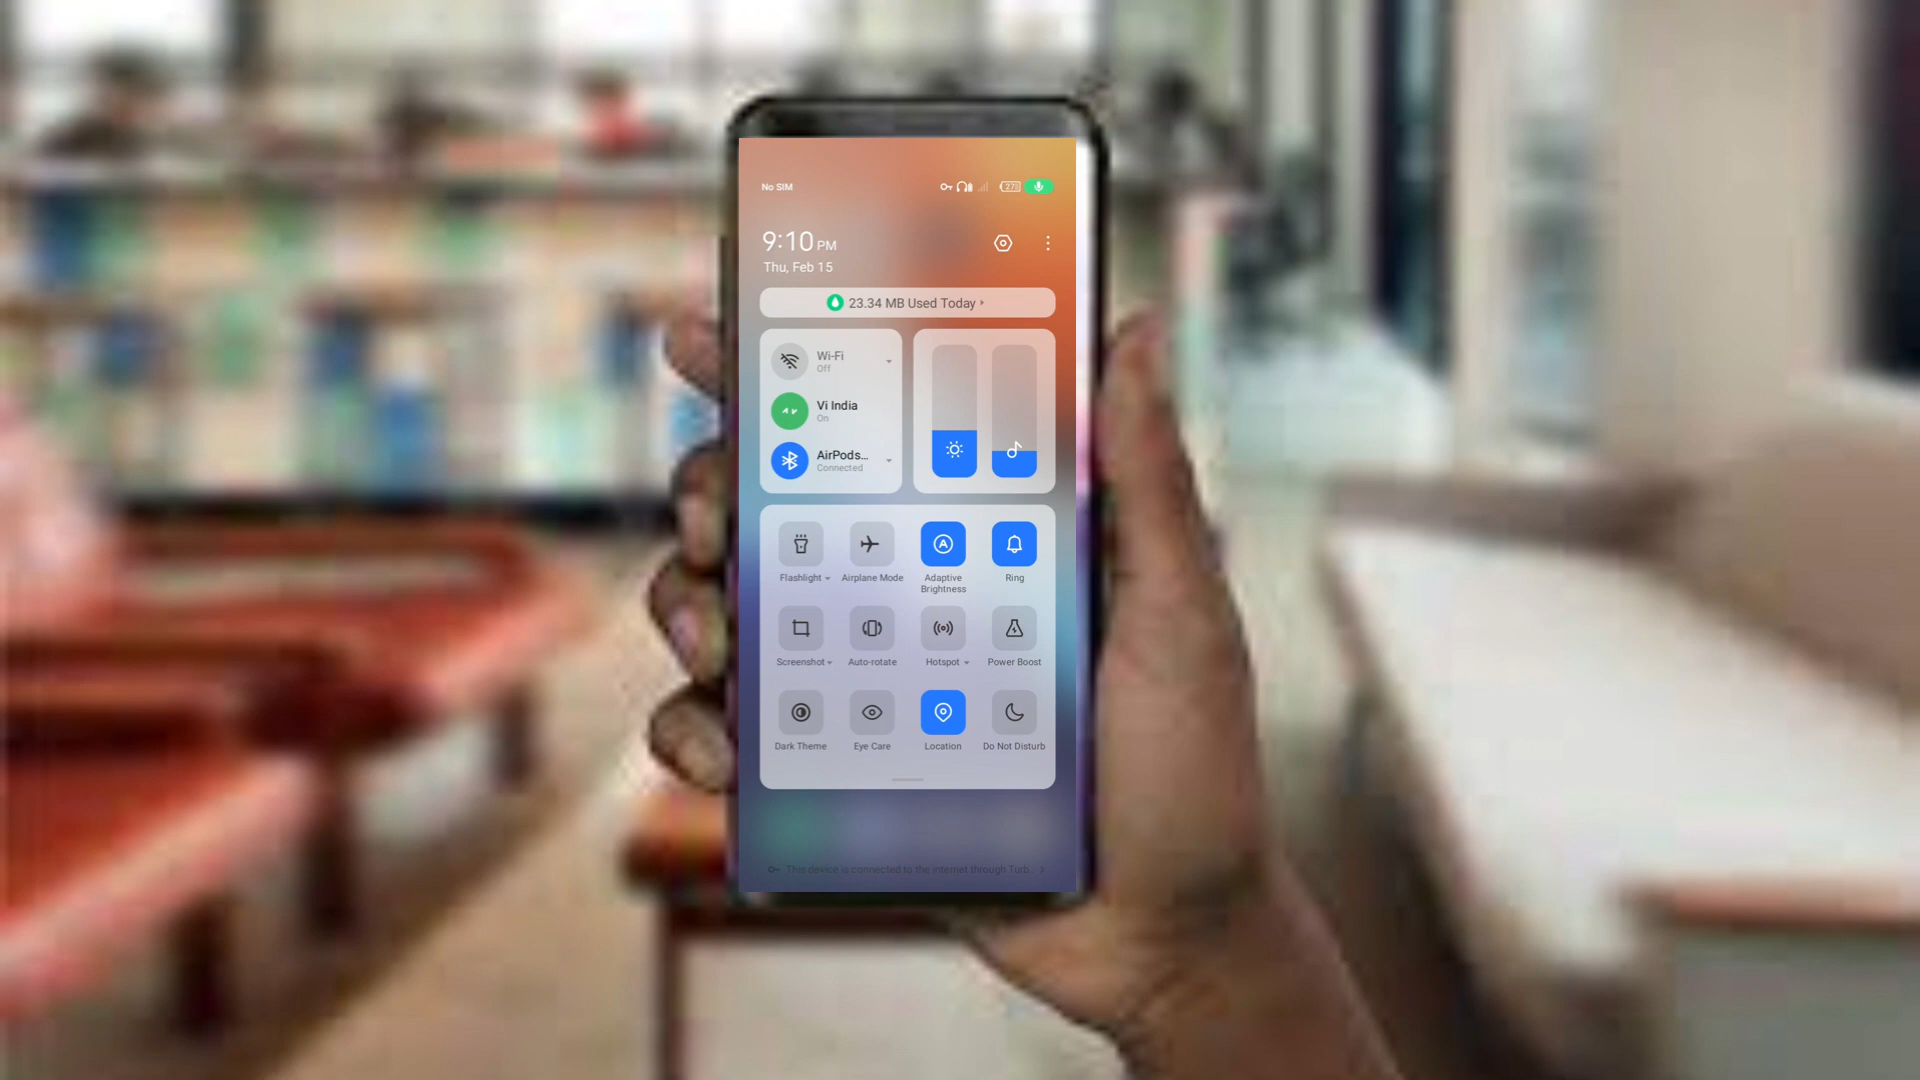 No SIM
27
9:10 PM
Thu, Feb 15
23.34 MB Used Today
Wi-Fi
Off
Vi India
On
AirPods...
Connected
Flashlight
Airplane Mode
A
Adaptive
Brightness
Ring
Screenshot
Auto-rotate
Hotspot
Power Boost
Dark Theme
Eye Care
Location
Do Not Disturb
This device is connected to the internet through Turb..